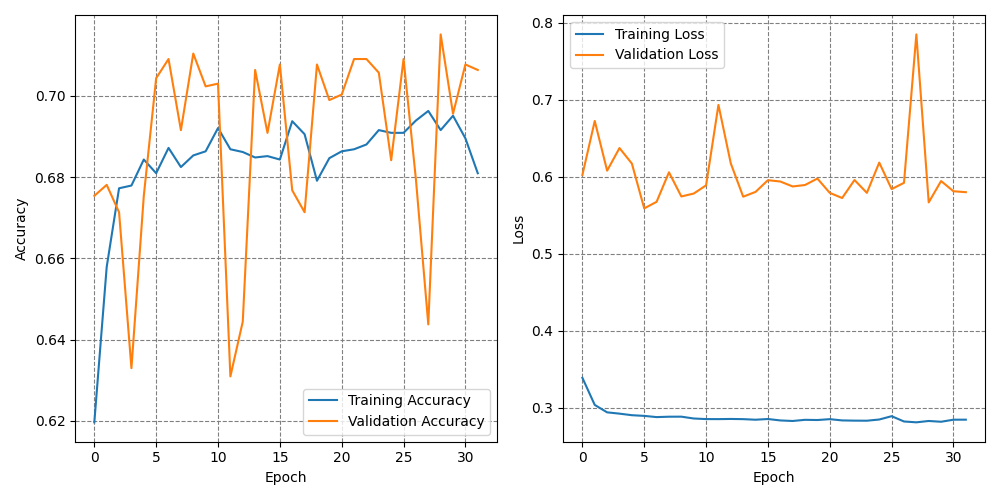 0.70
0.68
0.66
0.64
0.62
Accuracy
0 5 10 15 20 25 30
Epoch
Training Accuracy
Validation Accuracy
0.8
0.7
0.6
0.5
0.4
0.3
Loss
0 5 10 15 20 25 30
Epoch
Training Loss
Validation Loss